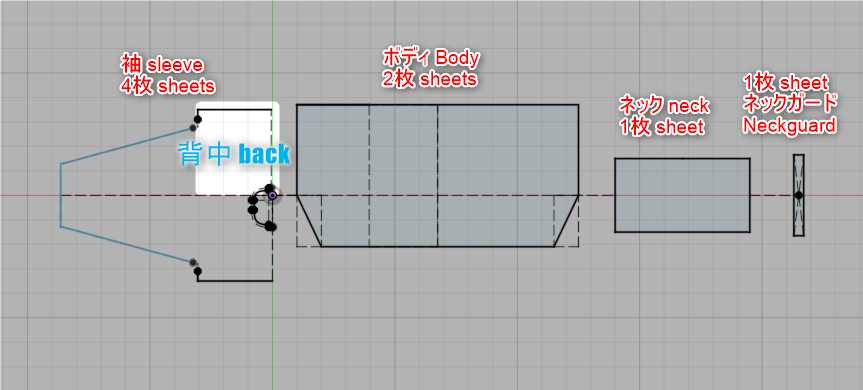 袖 sleeve
4枚 sheets
背中 back
ボディ Body
2枚 sheets
ネック neck
1枚 sheet
1枚 sheet
ネックガード
Neckguard